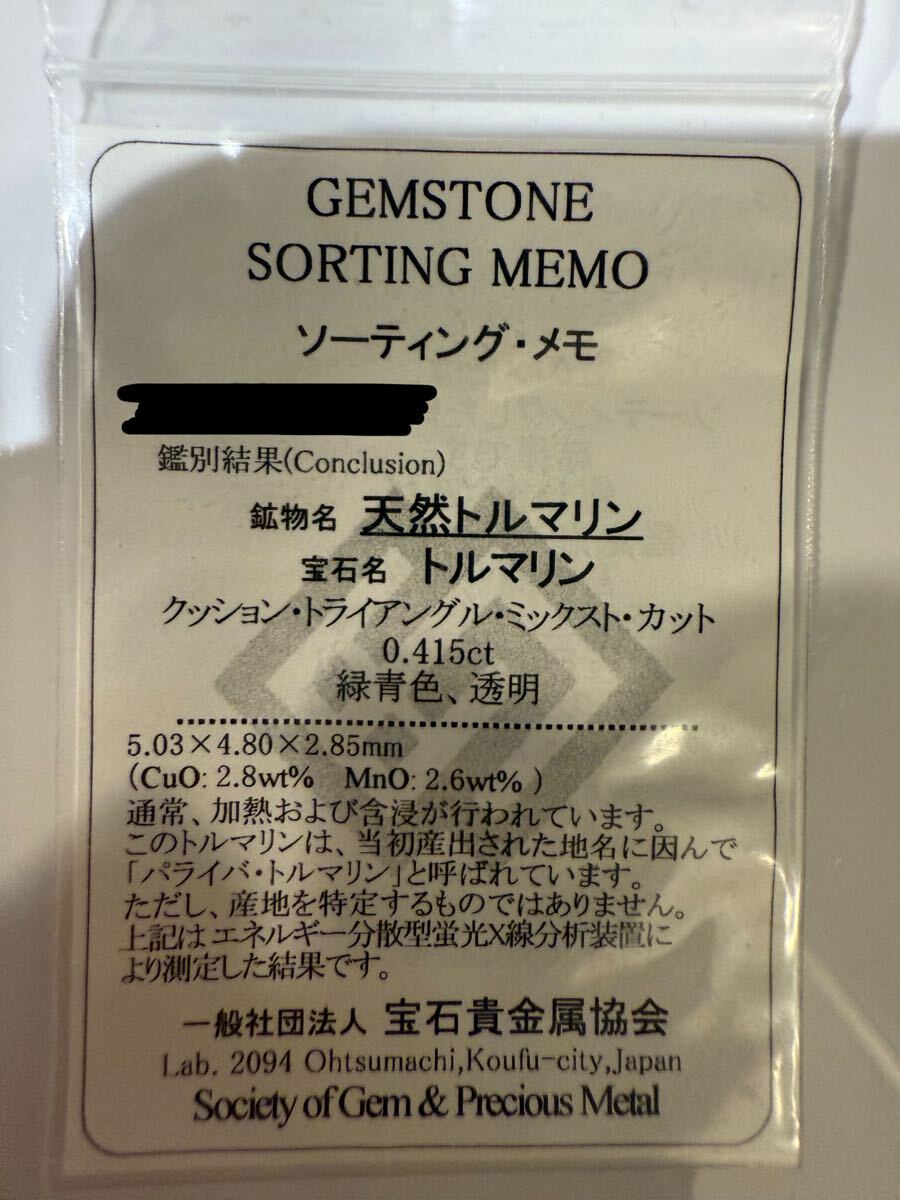 GEMSTONE
SORTING MEMO
ソーティング・メモ
鑑別結果(Conclusion)
鉱物名 天然トルマリン
宝石名 トルマリン
クッション・トライアングル・ミックスト・カット
0.415ct
緑青色、透明
5.03×4.80×2.85mm
(CuO: 2.8wt% MnO: 2.6wt% )
通常、加熱および含浸が行われています。
このトルマリンは、当初産出された地名に因んで
「パライバ・トルマリン」と呼ばれています。
ただし、産地を特定するものではありません。
上記はエネルギー分散型蛍光X線分析装置に
より測定した結果です。
一般社団法人 宝石貴金属協会
Lab. 2094 Ohtsumachi,Koufu-city,Japan
Society of Gem & Precious Metal